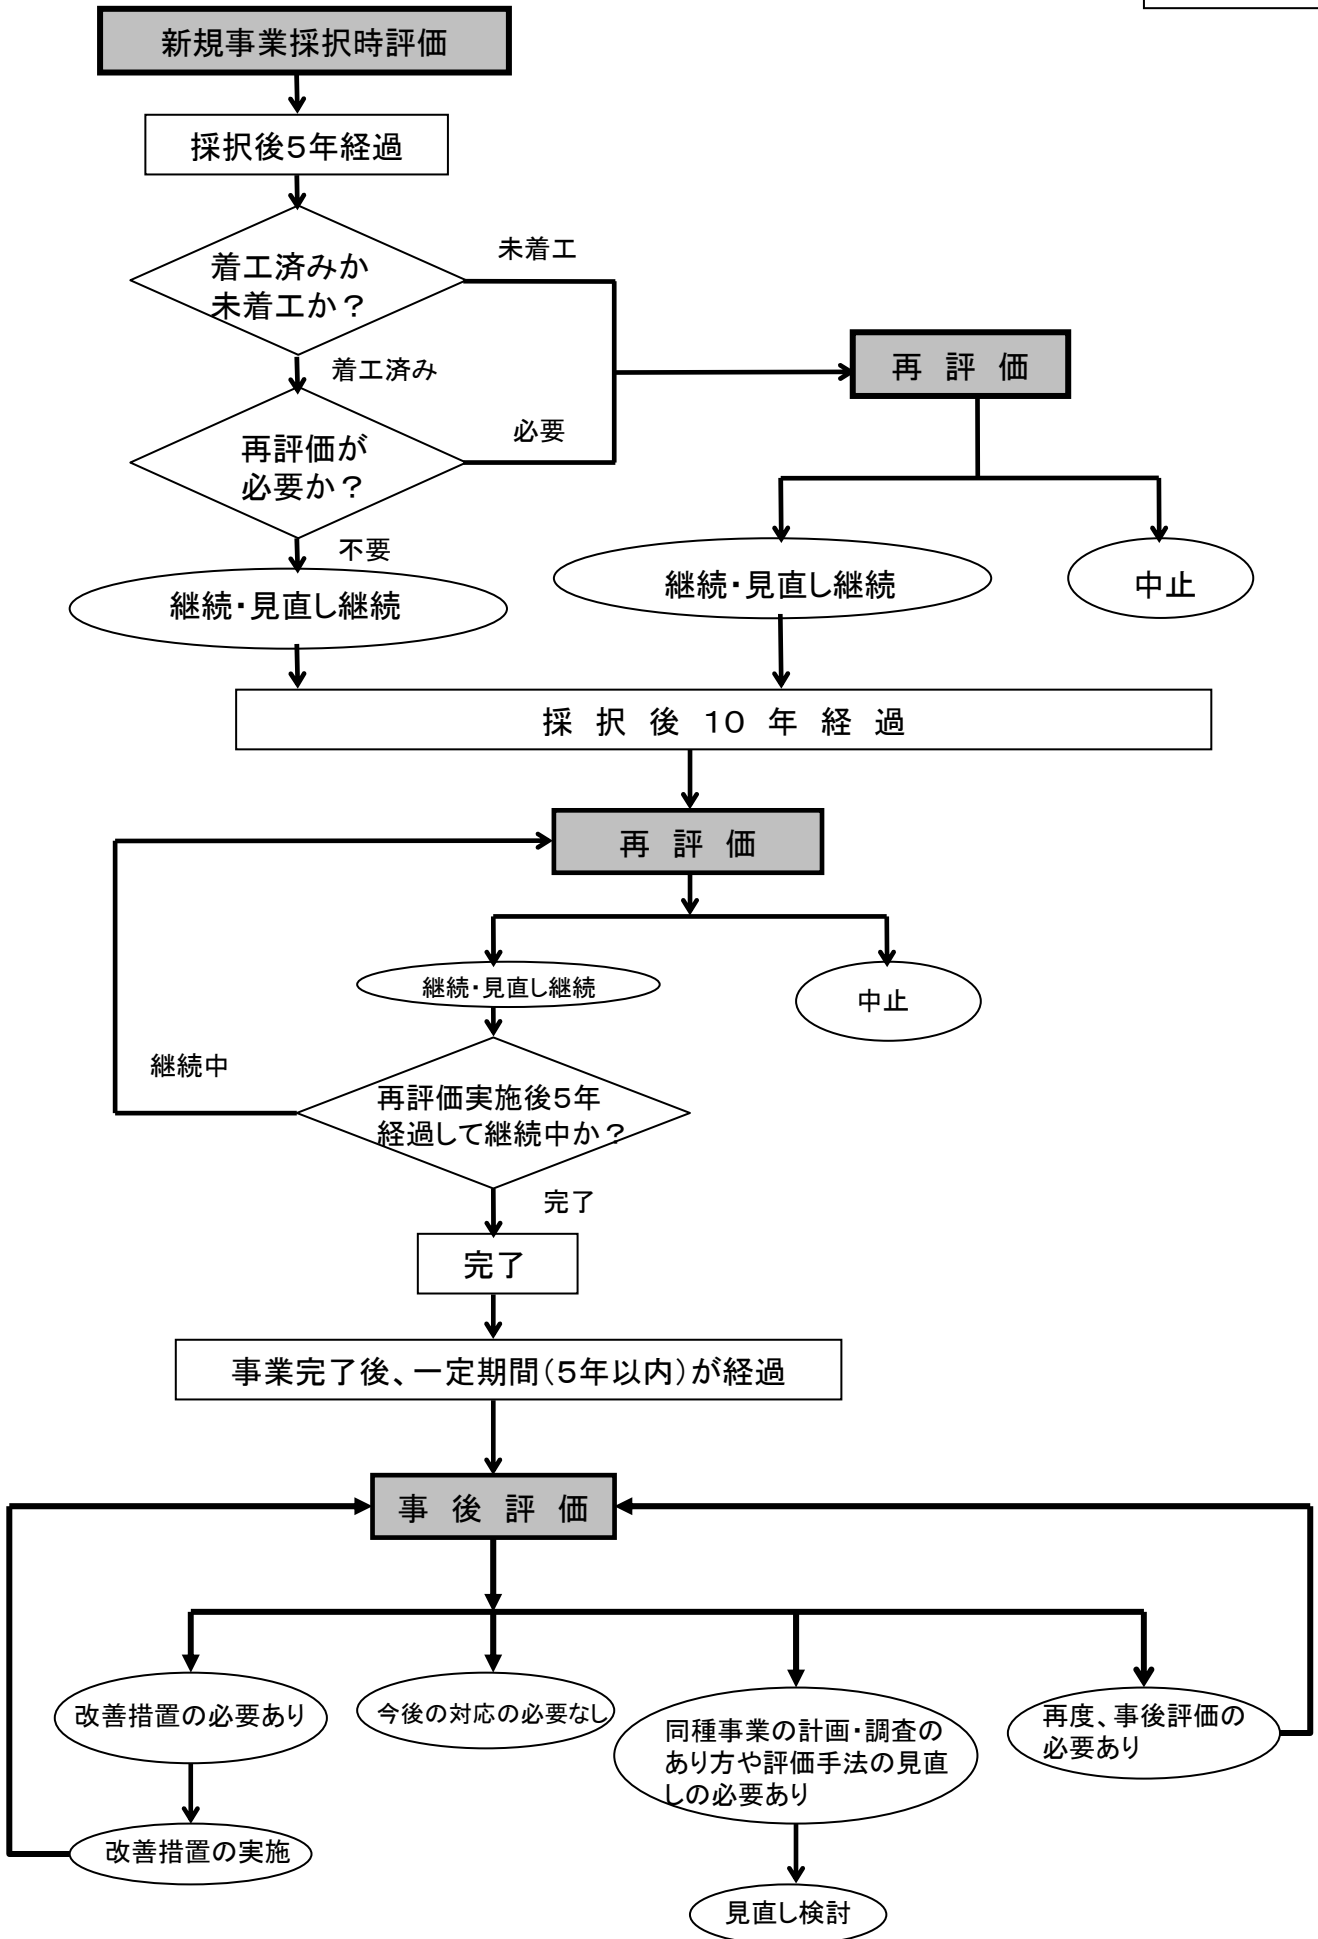 新規事業採択時評価
採択後5年経過
着工済みか
未着工か？
未着工
着工済み
再 評 価
再評価が
必要か？
必要
不要
継続・見直し継続
継続・見直し継続
中止
採 択 後 10 年 経 過
再 評 価
継続・見直し継続
中止
継続中
再評価実施後5年
経過して継続中か？
完了
完了
事業完了後、一定期間(5年以内)が経過
事 後 評 価
改善措置の必要あり
今後の対応の必要なし
同種事業の計画・調査の
あり方や評価手法の見直
しの必要あり
再度、事後評価の
必要あり
改善措置の実施
見直し検討